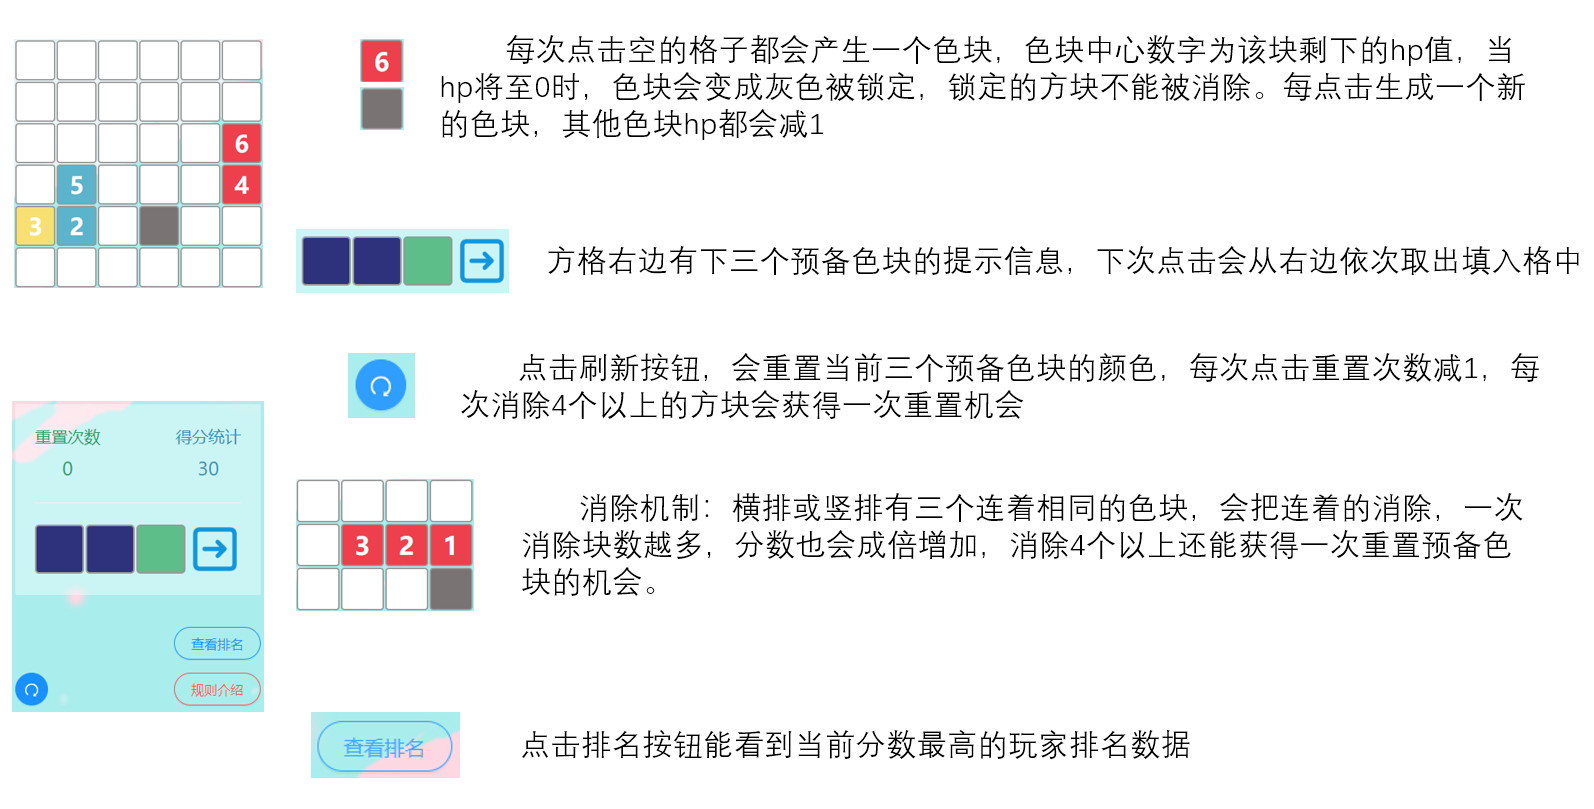 每次点击空的格子都会产生一个色块，色块中心数字为该块剩下的hp值，当
hp将至0时，色块会变成灰色被锁定，锁定的方块不能被消除。每点击生成一个新
的色块，其他色块hp都会减1
6
6
5
4
3
2
方格右边有下三个预备色块的提示信息，下次点击会从右边依次取出填入格中
点击刷新按钮，会重置当前三个预备色块的颜色，每次点击重置次数减1，每
次消除4个以上的方块会获得一次重置机会
重置次数
得分统计
0
30
查看排名
规则介绍
消除机制：横排或竖排有三个连着相同的色块，会把连着的消除，一次
消除块数越多，分数也会成倍增加，消除4个以上还能获得一次重置预备色
块的机会。
3 2 1
查看排名
点击排名按钮能看到当前分数最高的玩家排名数据